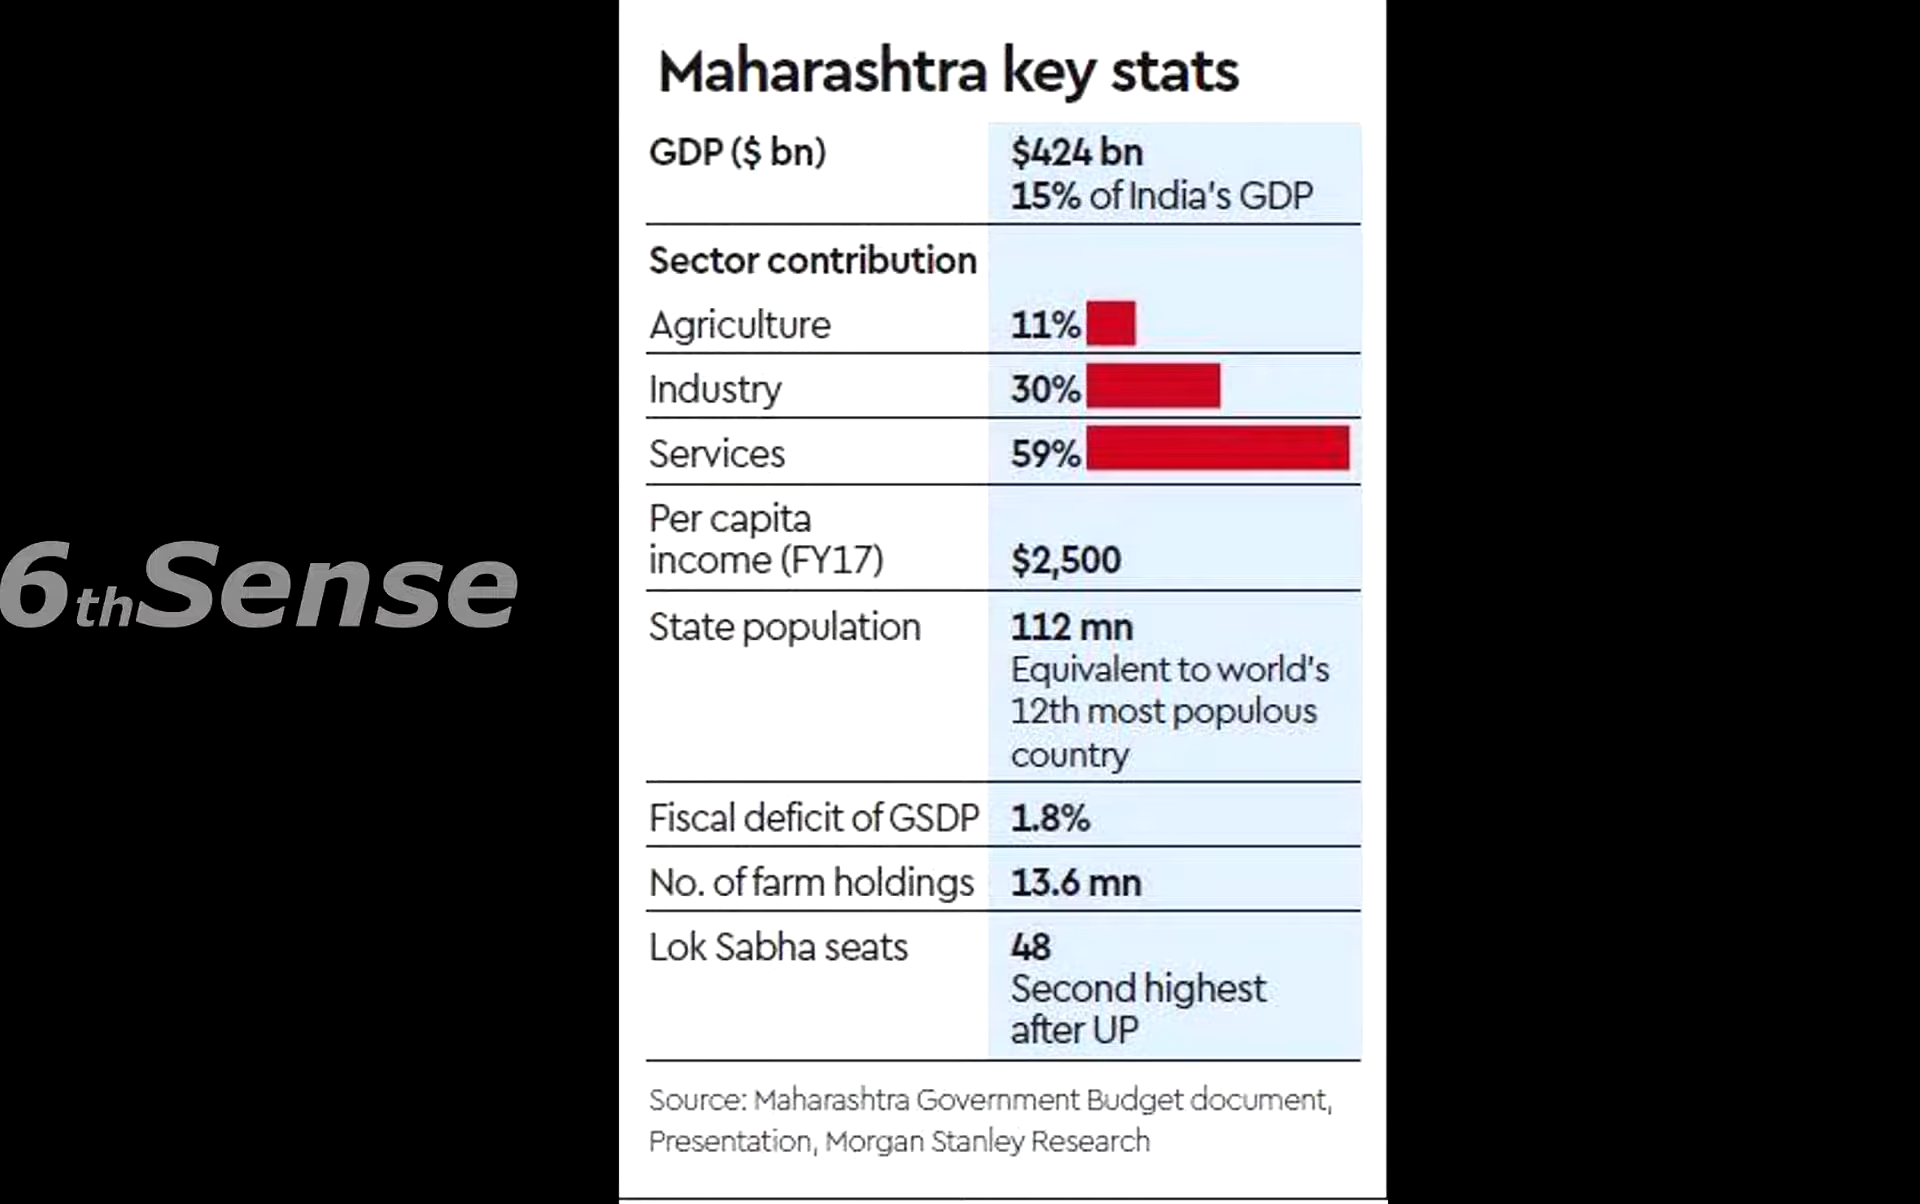 Maharashtra key stats
GDP ($ bn) $424 bn
15% of India's GDP
Sector contribution
Agriculture 11%
Industry 30%
Services 59%
Per capita
income (FY17) $2,500
State population 112 mn
Equivalent to world's
12th most populous
country
Fiscal deficit of GSDP 1.8%
No. of farm holdings 13.6 mn
Lok Sabha seats 48
Second highest
after UP
Source: Maharashtra Government Budget document,
Presentation, Morgan Stanley Research
6thSense